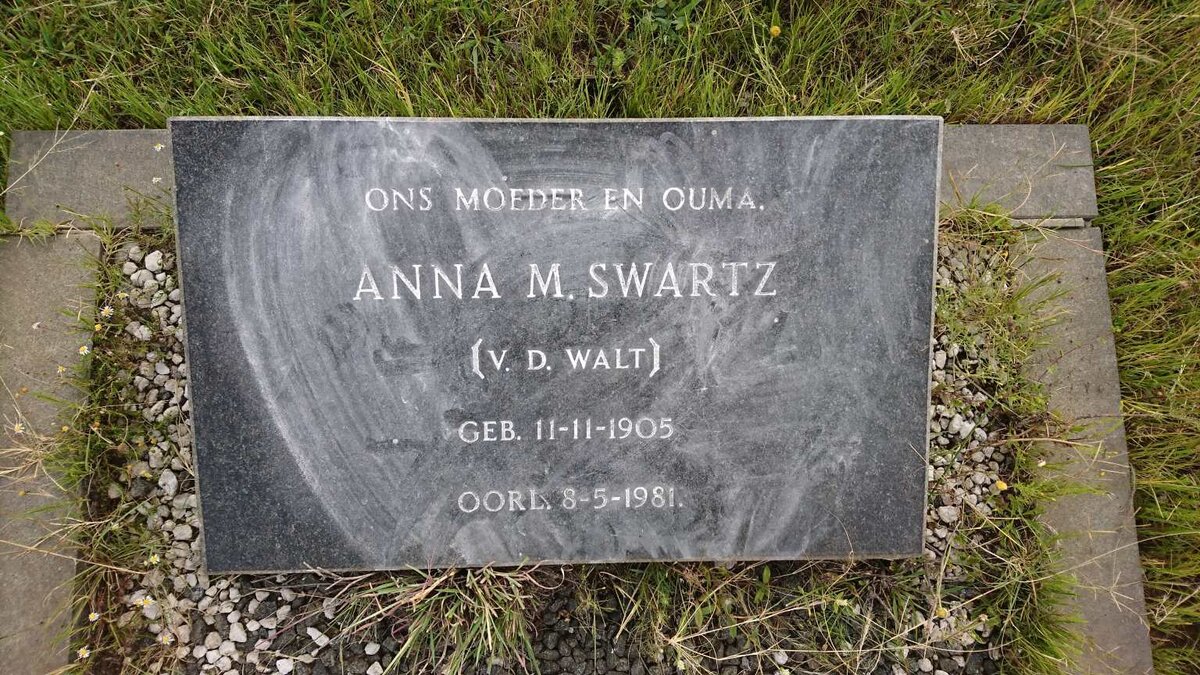 ONS MOEDER EN OUMA.
ANNA M. SWARTZ
(V. D. WALT)
GEB. 11-11-1905
OORL. 8-5-1981.